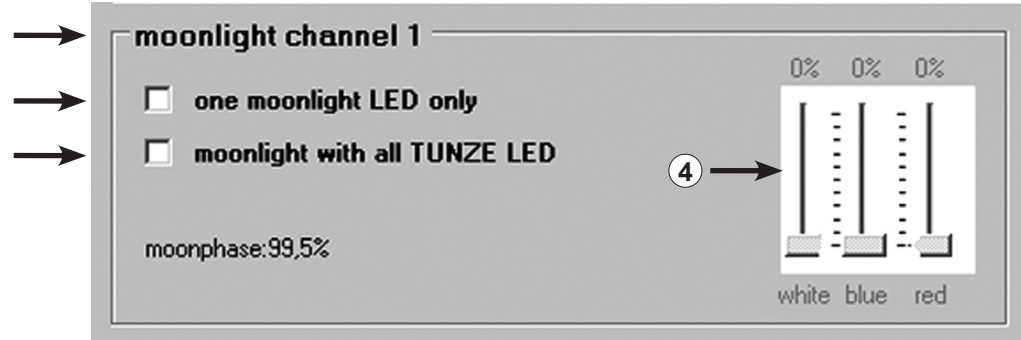 moonlight channel 1
0% 0% 0%
one moonlight LED only
moonlight with all TUNZE LED
4
moonphase:99,5%
white blue red